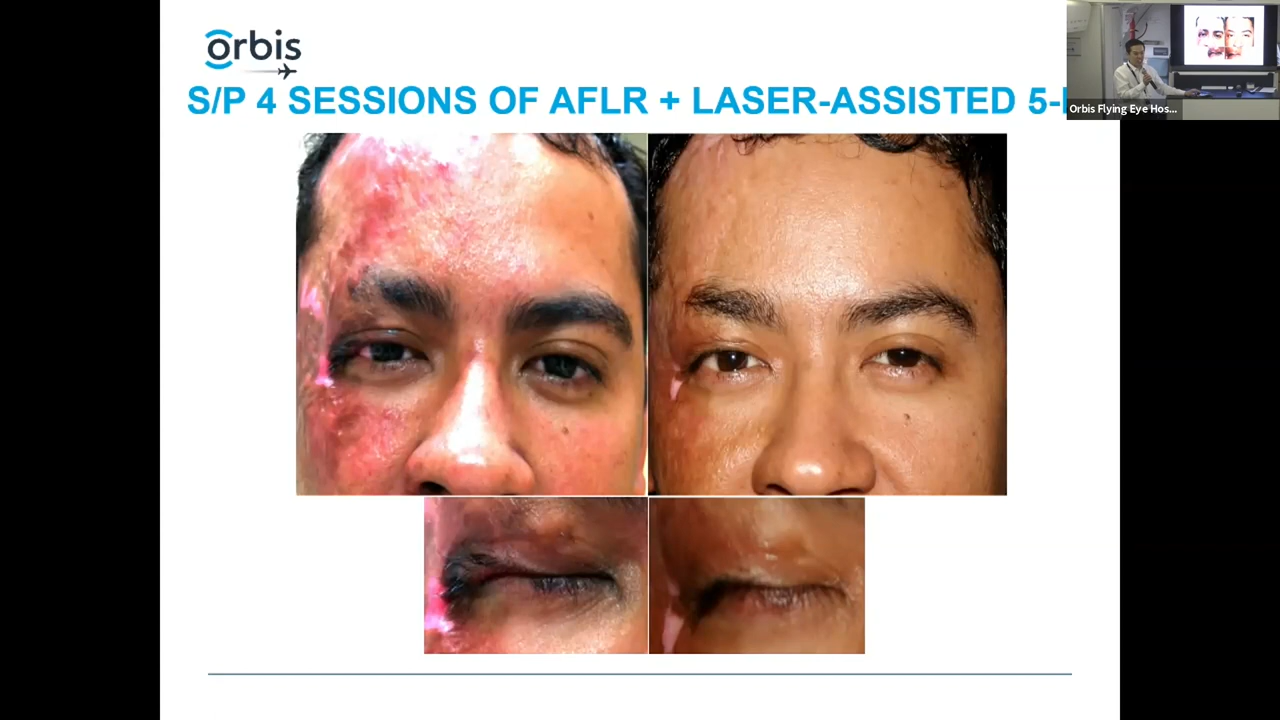 orbis
S/P 4 SESSIONS OF AFLR + LASER-ASSISTED 5-
Orbis Flying Eye Hos...